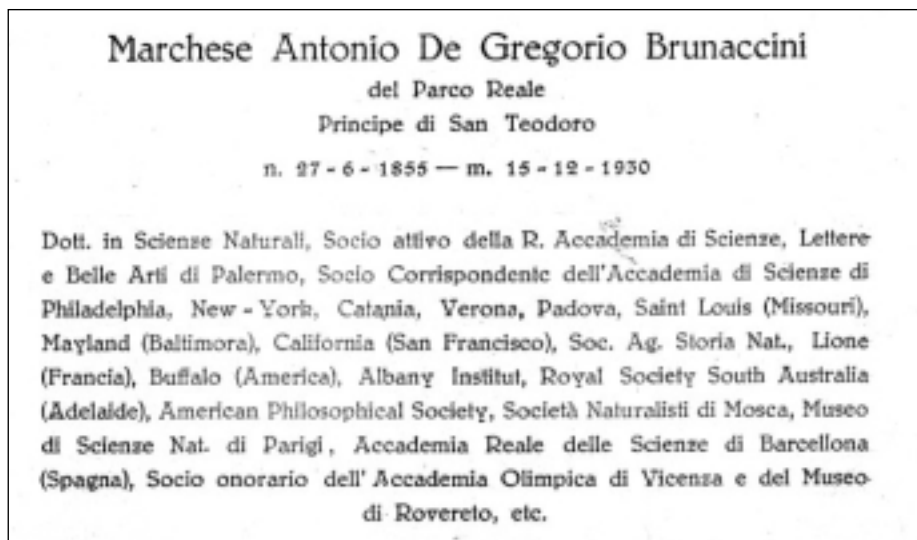 Marchese Antonio De Gregorio Brunaccini
del Parco Reale
Principe di San Teodoro
n. 27 - 6 - 1855 — m. 15 - 12 - 1930
Dott. in Scienze Naturali, Socio attivo della R. Accademia di Scienze, Lettere
e Belle Arti di Palermo, Socio Corrispondente dell'Accademia di Scienze di
Philadelphia, New - York, Catania, Verona, Padova, Saint Louis (Missouri),
Mayland (Baltimora), California (San Francisco), Soc. Ag. Storia Nat., Lione
(Francia), Buffalo (America), Albany Institut, Royal Society South Australia
(Adelaide), American Philosophical Society, Società Naturalisti di Mosca, Museo
di Scienze Nat. di Parigi, Accademia Reale delle Scienze di Barcellona
(Spagna), Socio onorario dell' Accademia Olimpica di Vicenza e del Museo
di Rovereto, etc.